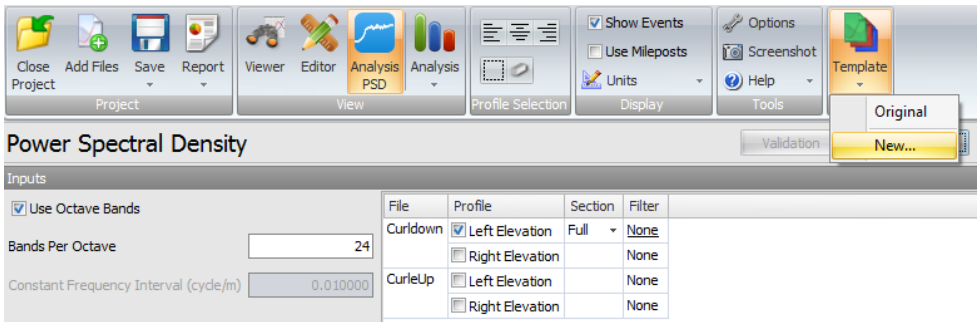 Close Project
Add Files
Save
Report
Project
Viewer
Editor
Analysis PSD
Analysis
View
Profile Selection
Show Events
Use Mileposts
Units
Display
Options
Screenshot
Help
Tools
Template
Original
New...
Power Spectral Density
Validation
Inputs
Use Octave Bands
Bands Per Octave 24
Constant Frequency Interval (cycle/m) 0.010000
File Profile Section Filter
Curldown Left Elevation Full None
Right Elevation None
CurleUp Left Elevation None
Right Elevation None